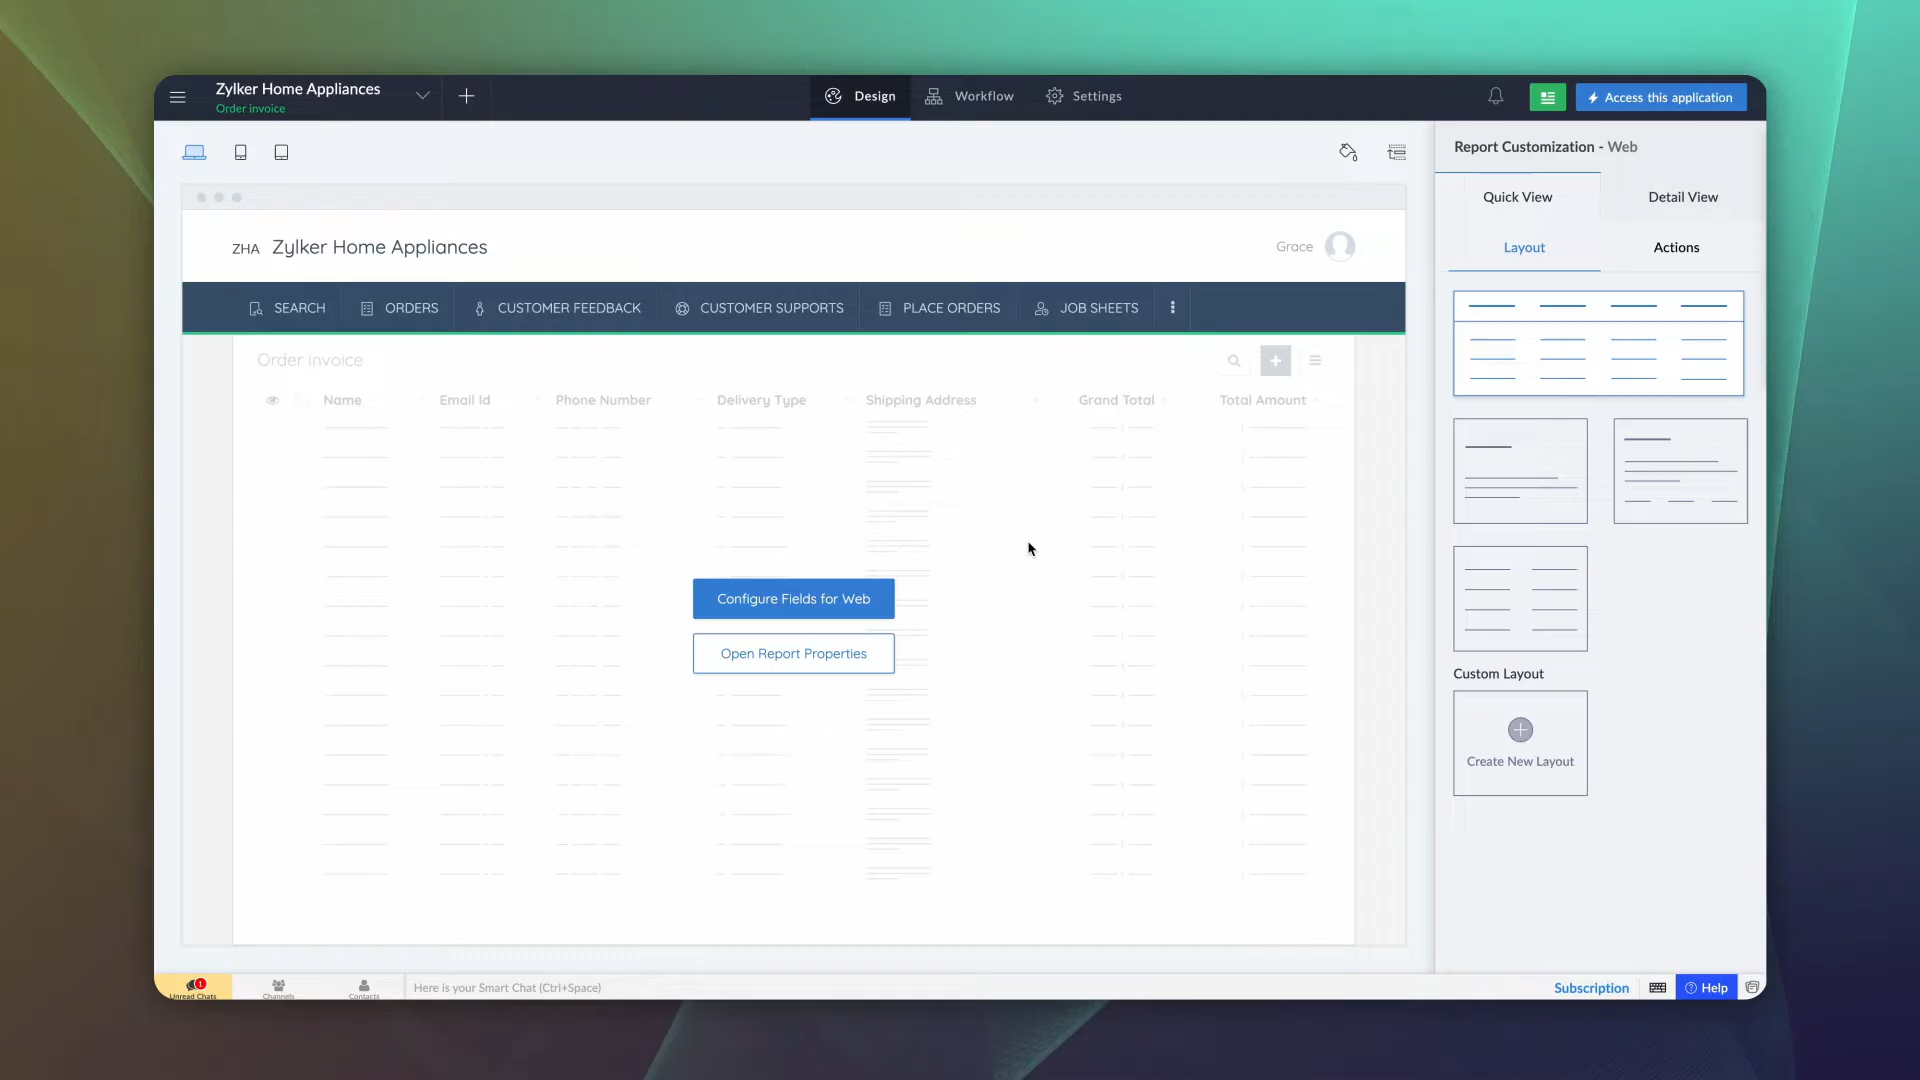 Zylker Home Appliances
Order invoice
Design
Workflow
Settings
Access this application
Report Customization - Web
Quick View
Detail View
Layout
Actions
ZHA Zylker Home Appliances
Grace
SEARCH
ORDERS
CUSTOMER FEEDBACK
CUSTOMER SUPPORTS
PLACE ORDERS
JOB SHEETS
Order invoice
Name
Email Id
Phone Number
Delivery Type
Shipping Address
Grand Total
Total Amount
Configure Fields for Web
Open Report Properties
Custom Layout
Create New Layout
1
Unread Chats
Channels
Contacts
Here is your Smart Chat (Ctrl+Space)
Subscription
Help